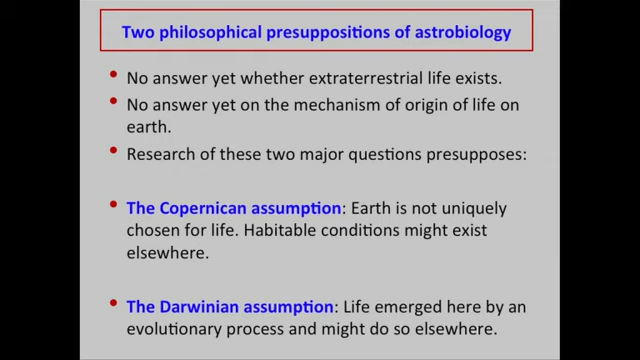 Two philosophical presuppositions of astrobiology
• No answer yet whether extraterrestrial life exists.
• No answer yet on the mechanism of origin of life on
earth.
• Research of these two major questions presupposes:
• The Copernican assumption: Earth is not uniquely
chosen for life. Habitable conditions might exist
elsewhere.
• The Darwinian assumption: Life emerged here by an
evolutionary process and might do so elsewhere.